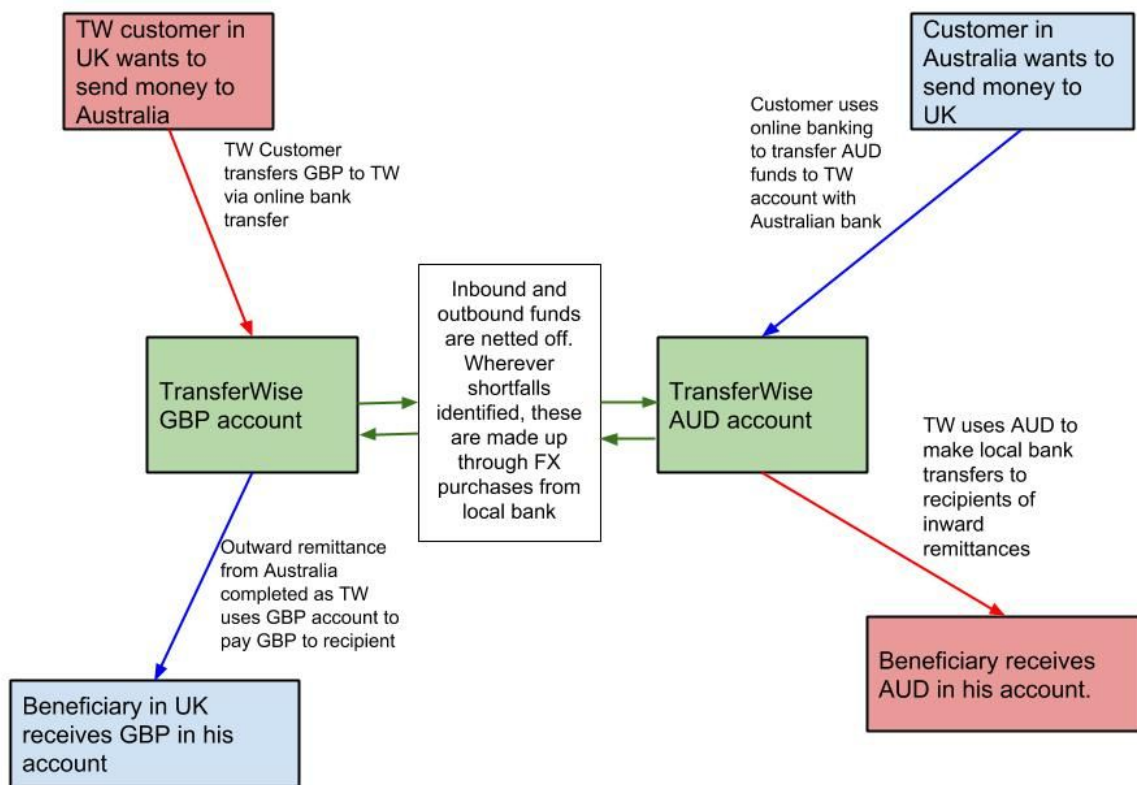 TW customer in
UK wants to
send money to
Australia
Customer in
Australia wants to
send money to
UK
TW Customer
transfers GBP to TW
via online bank
transfer
Customer uses
online banking
to transfer AUD
funds to TW
account with
Australian bank
Inbound and
outbound funds
are netted off.
Wherever
shortfalls
identified, these
are made up
through FX
purchases from
local bank
TransferWise
GBP account
TransferWise
AUD account
TW uses AUD to
make local bank
transfers to
recipients of
inward
remittances
Outward remittance
from Australia
completed as TW
uses GBP account to
pay GBP to recipient
Beneficiary receives
AUD in his account.
Beneficiary in UK
receives GBP in his
account